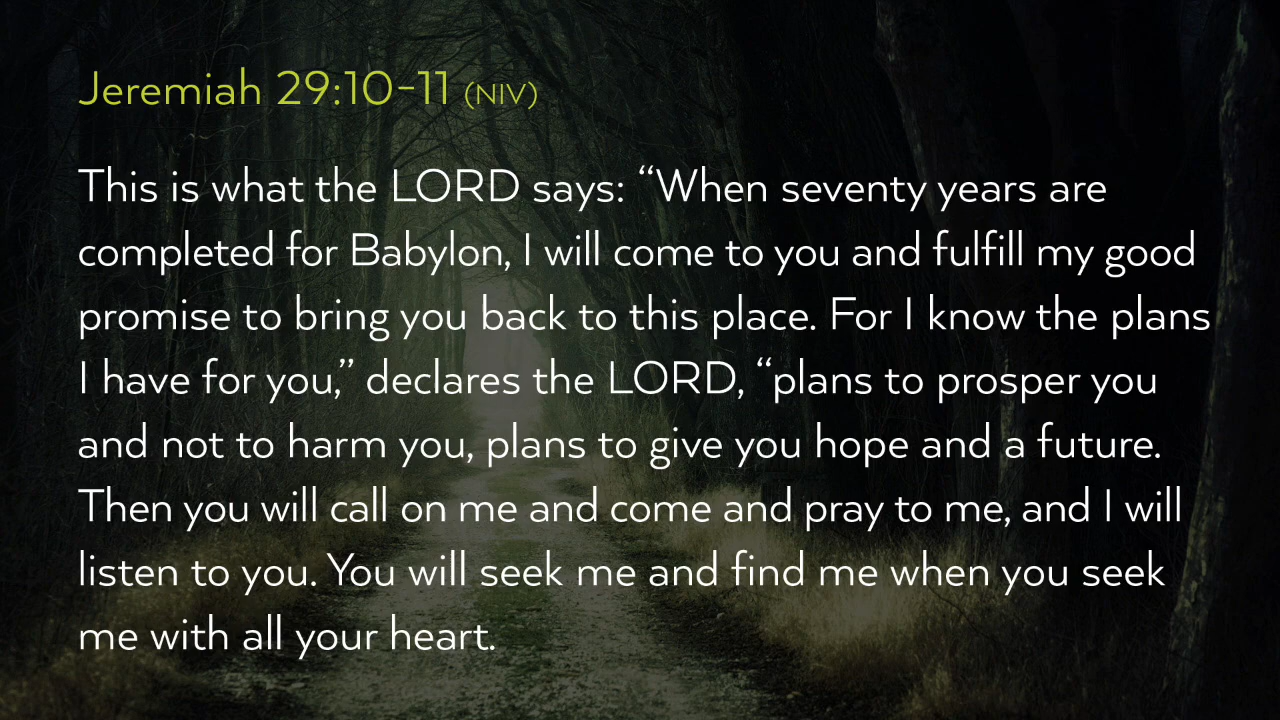 Jeremiah 29:10-11 (NIV)
This is what the LORD says: “When seventy years are
completed for Babylon, I will come to you and fulfill my good
promise to bring you back to this place. For I know the plans
I have for you,” declares the LORD, “plans to prosper you
and not to harm you, plans to give you hope and a future.
Then you will call on me and come and pray to me, and I will
listen to you. You will seek me and find me when you seek
me with all your heart.